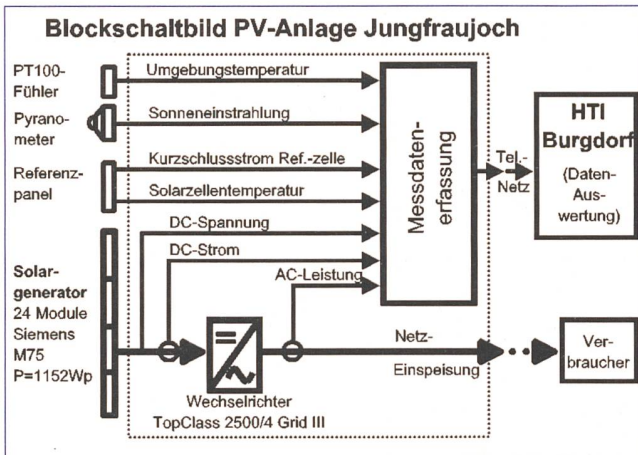 Blockschaltbild PV-Anlage Jungfraujoch
PT100-
Fühler
Umgebungstemperatur
Pyrano-
meter
Sonneneinstrahlung
Referenz-
panel
Kurzschlussstrom Ref.-zelle
Solarzellentemperatur
DC-Spannung
DC-Strom
AC-Leistung
Messdaten-
erfassung
Tel.-
Netz
HTI
Burgdorf
(Daten-
Aus-
wertung)
Solar-
generator
24 Module
Siemens
M75
P=1152Wp
Wechselrichter
TopClass 2500/4 Grid III
Netz-
Einspeisung
Ver-
braucher